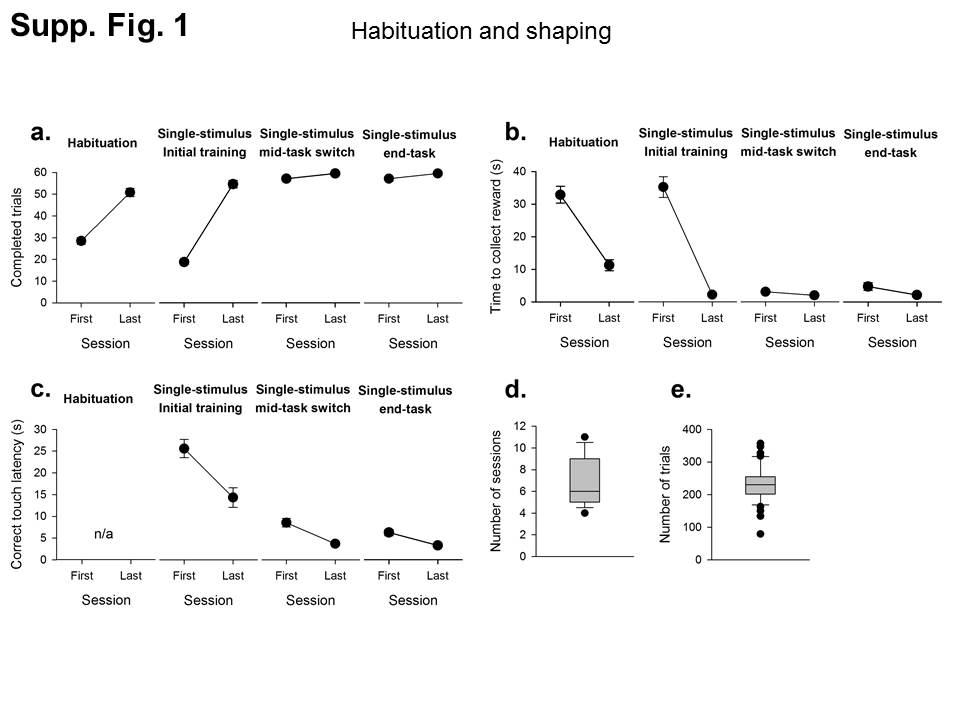 Supp. Fig. 1
Habituation and shaping
a.
Habituation
Single-stimulus
Initial training
Single-stimulus
mid-task switch
Single-stimulus
end-task
Completed trials
60
50
40
30
20
10
0
First Last
First Last
First Last
First Last
Session
Session
Session
Session
b.
Habituation
Single-stimulus
Initial training
Single-stimulus
mid-task switch
Single-stimulus
end-task
Time to collect reward (s)
40
30
20
10
0
First Last
First Last
First Last
First Last
Session
Session
Session
Session
c.
Habituation
Single-stimulus
Initial training
Single-stimulus
mid-task switch
Single-stimulus
end-task
Correct touch latency (s)
30
25
20
15
10
5
0
n/a
First Last
First Last
First Last
First Last
Session
Session
Session
Session
d.
Number of sessions
12
10
8
6
4
2
0
e.
Number of trials
400
300
200
100
0